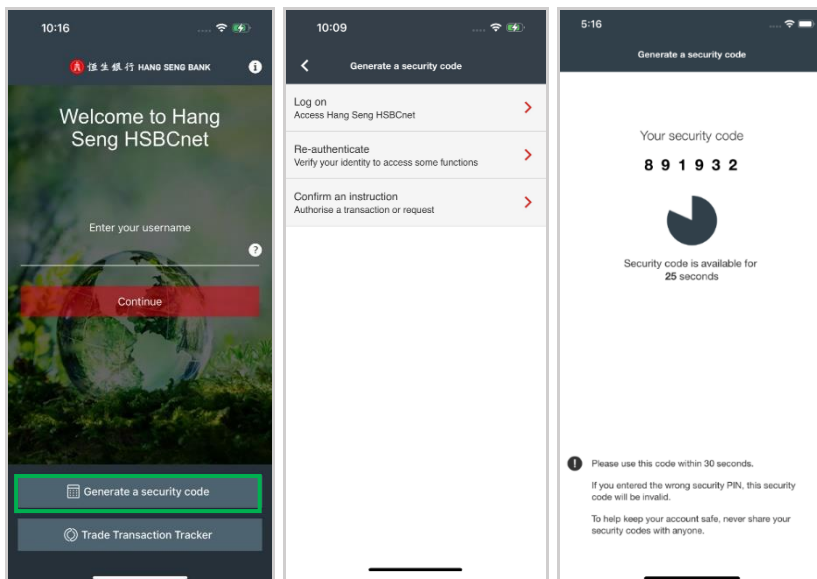 10:16
恒生銀行 HANG SENG BANK
Welcome to Hang
Seng HSBCnet
Enter your username
?
Continue
Generate a security code
Trade Transaction Tracker
10:09
Generate a security code
Log on
Access Hang Seng HSBCnet
Re-authenticate
Verify your identity to access some functions
Confirm an instruction
Authorise a transaction or request
5:16
Generate a security code
Your security code
8 9 1 9 3 2
Security code is available for
25 seconds
Please use this code within 30 seconds.
If you entered the wrong security PIN, this security
code will be invalid.
To help keep your account safe, never share your
security codes with anyone.